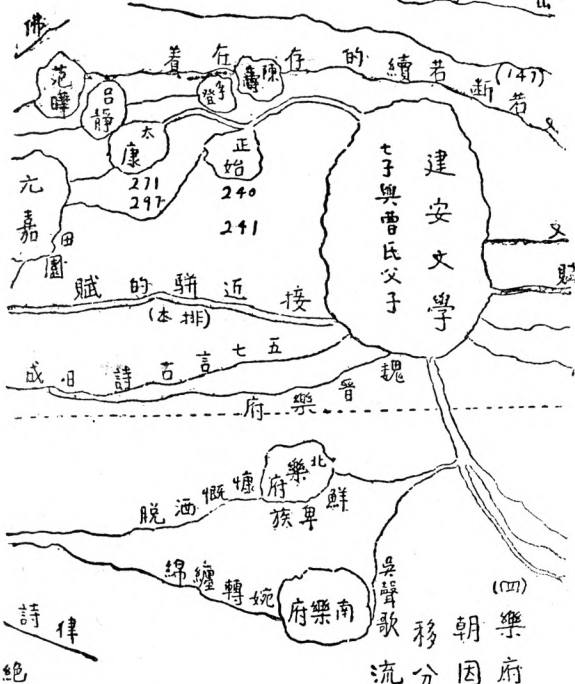 佛
山
着在存的續若斷若
(147)
范曄
呂靜
李登
陳壽
太康
271
297
正始
240
241
建安文學
七子與曹氏父子
元嘉
田園
賦的駢近接
(本排)
賦
成日詩古言七五
府樂晉魏
北樂府
鮮卑族
脱洒慨慷
南樂府
綿纏轉婉
吳聲歌
(四)樂府
朝因
移分
流
詩律
絕